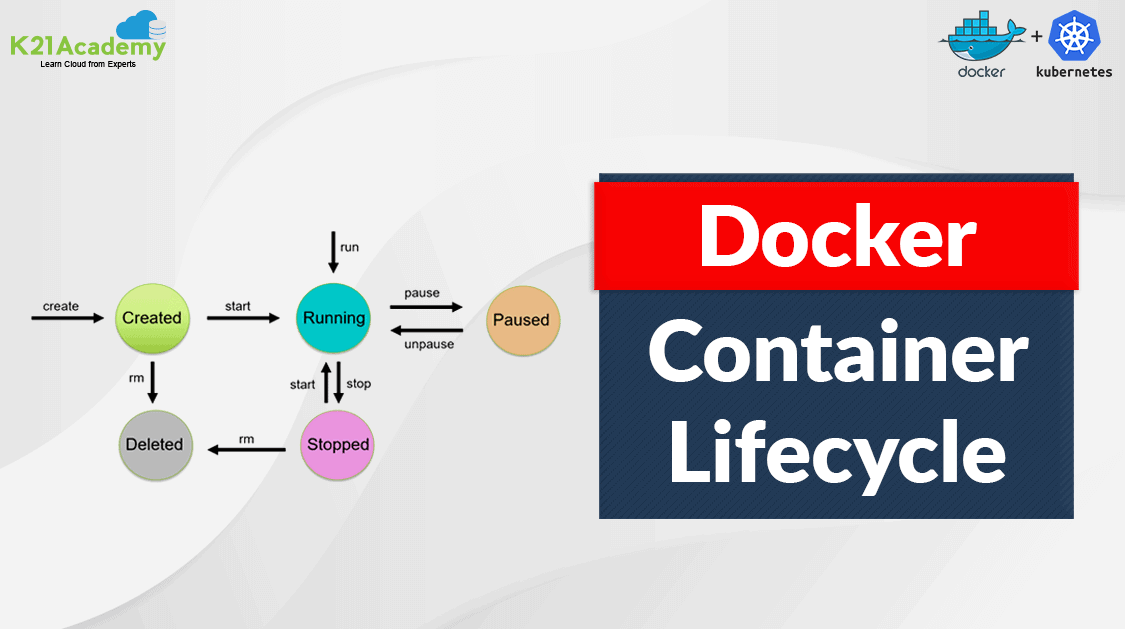 K21Academy
Learn Cloud from Experts
docker
+
kubernetes
Docker
Container
Lifecycle
run
create
Created
start
Running
pause
unpause
Paused
rm
start
stop
Deleted
rm
Stopped